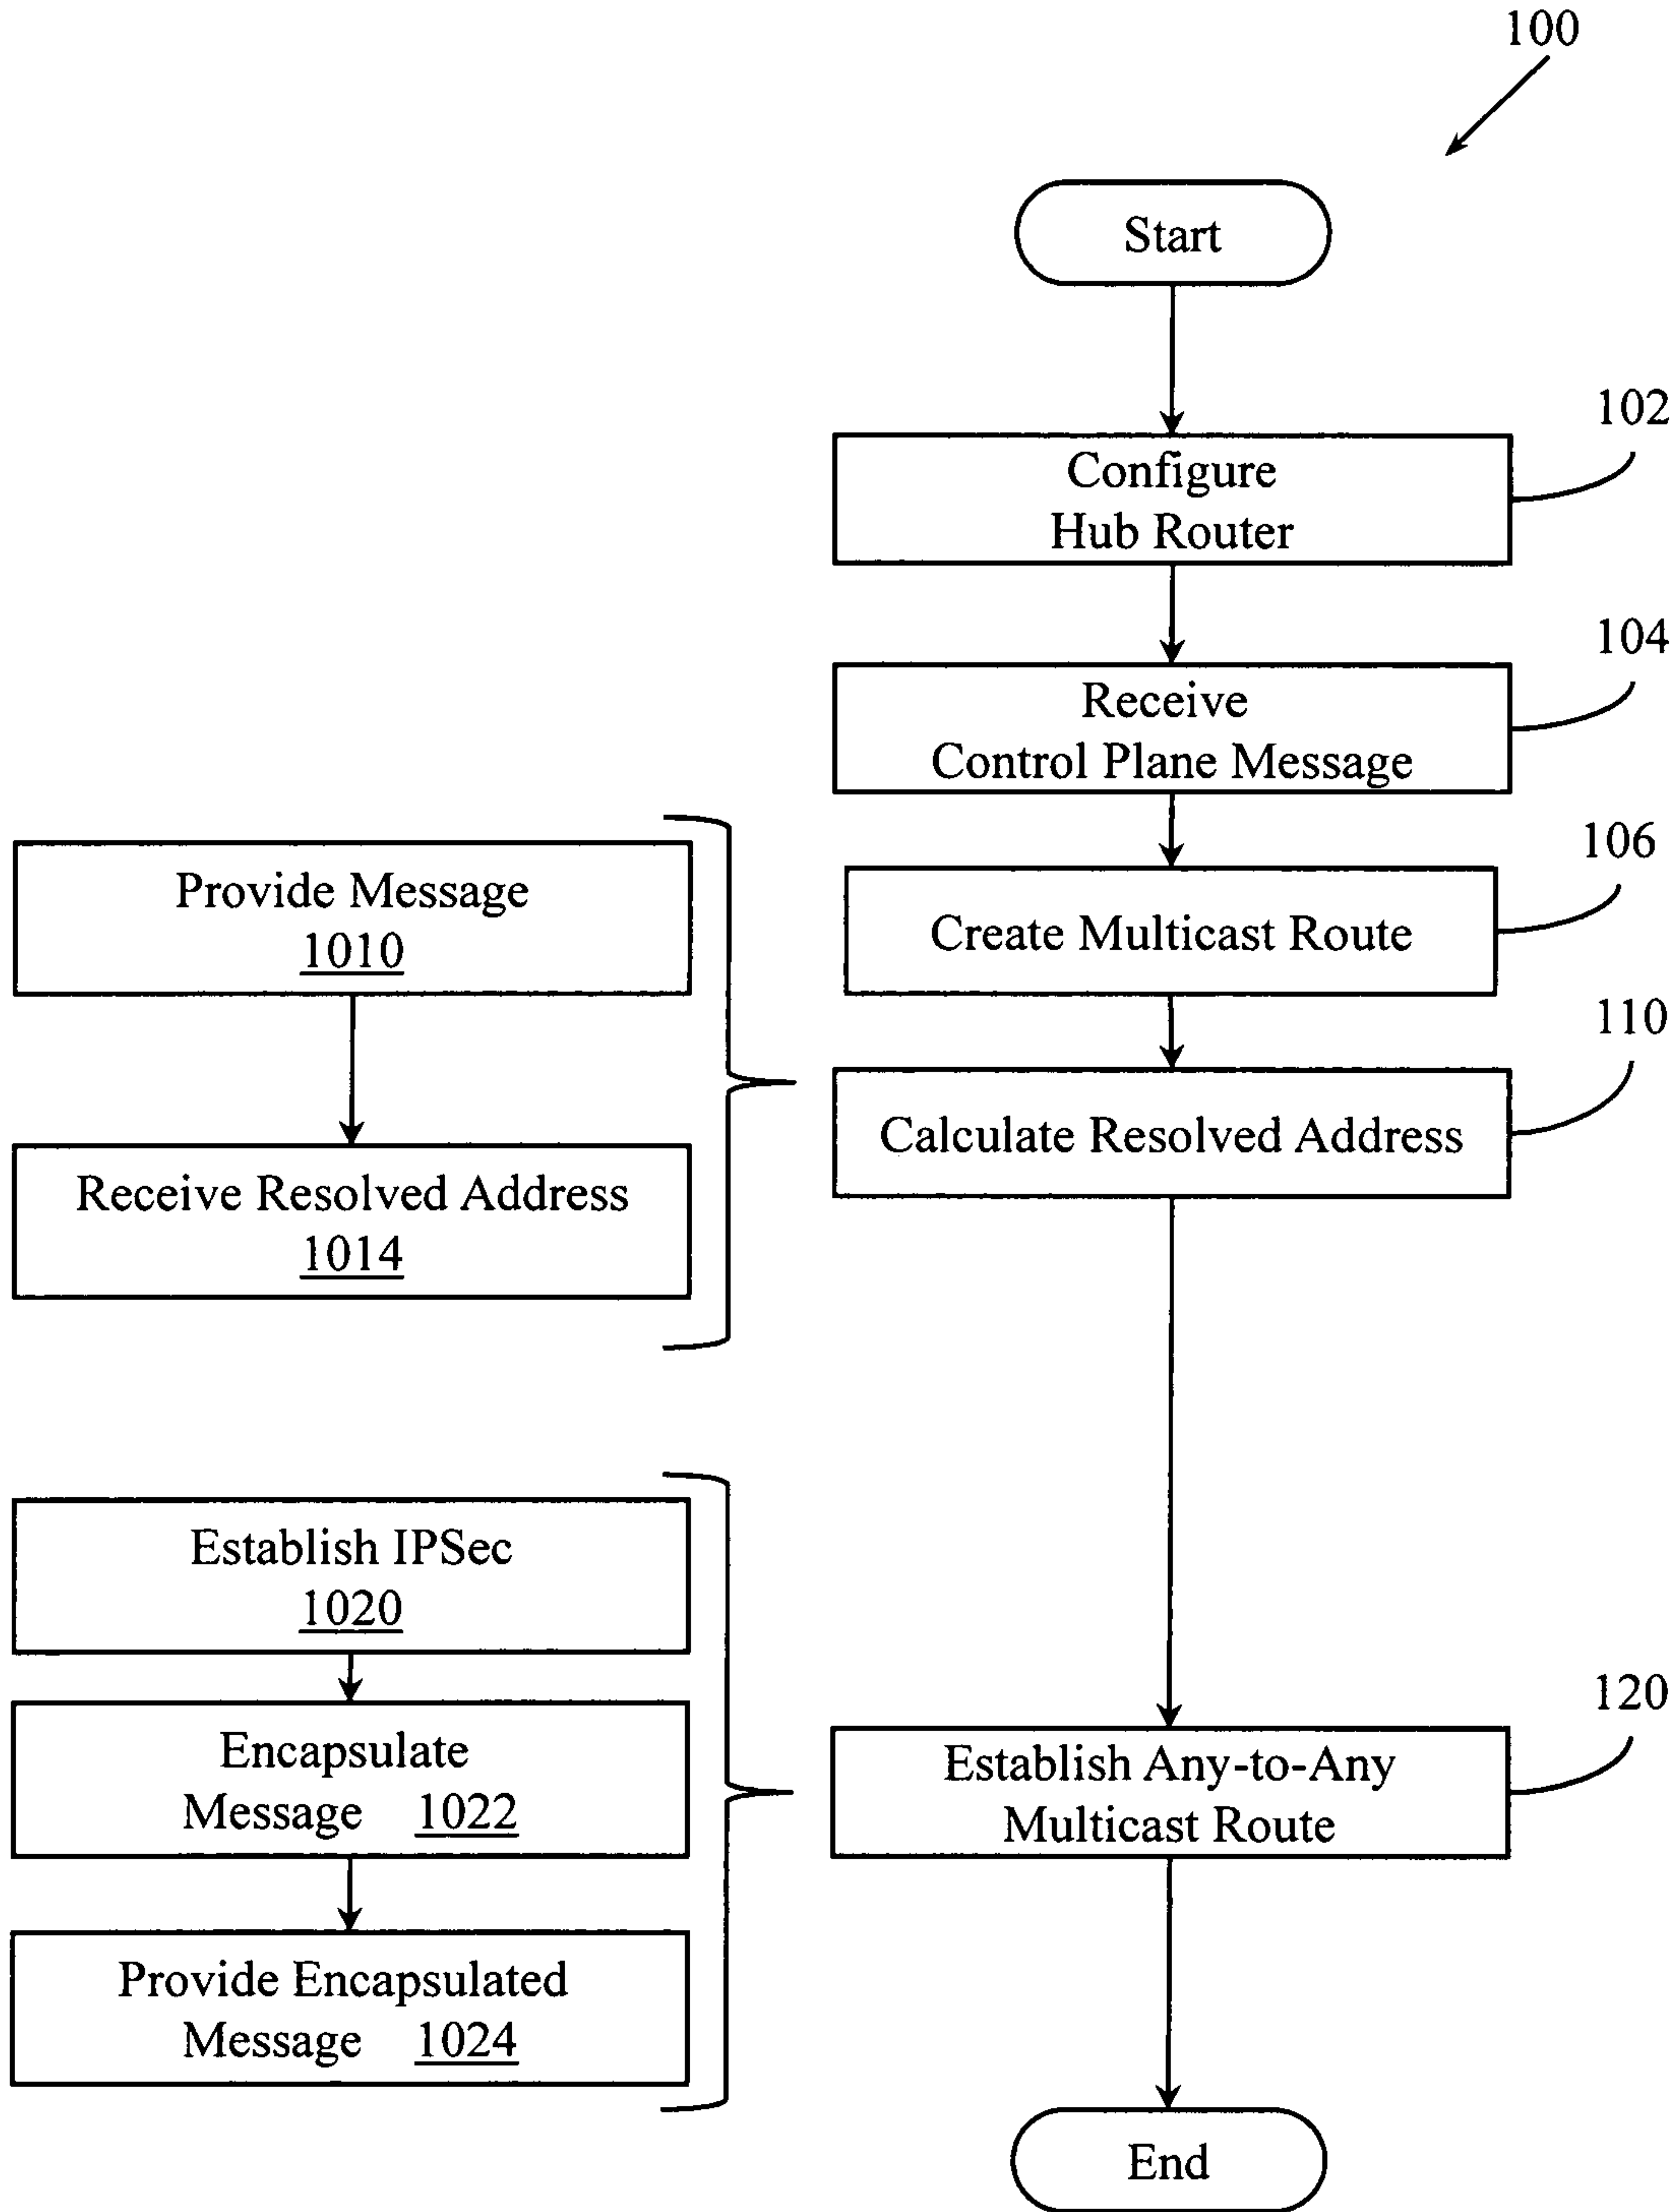 100
Start
102
Configure
Hub Router
104
Receive
Control Plane Message
106
Create Multicast Route
110
Calculate Resolved Address
Provide Message
1010
Receive Resolved Address
1014
Establish IPSec
1020
Encapsulate
Message 1022
Provide Encapsulated
Message 1024
120
Establish Any-to-Any
Multicast Route
End